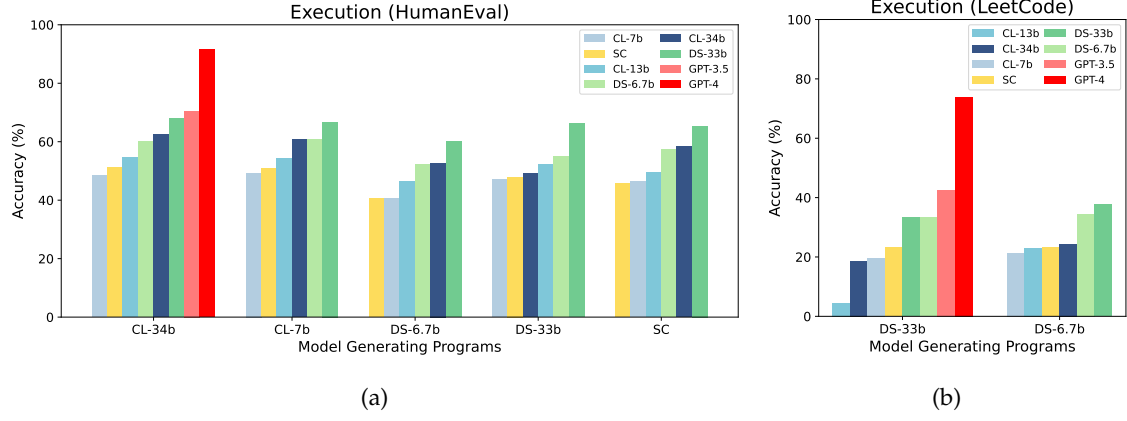 Execution (HumanEval)
Accuracy (%)
100
80
60
40
20
0
CL-7b
SC
CL-13b
DS-6.7b
CL-34b
DS-33b
GPT-3.5
GPT-4
CL-34b
CL-7b
DS-6.7b
DS-33b
SC
Model Generating Programs
(a)
Execution (LeetCode)
Accuracy (%)
100
80
60
40
20
0
CL-13b
CL-34b
CL-7b
SC
DS-33b
DS-6.7b
GPT-3.5
GPT-4
DS-33b
DS-6.7b
Model Generating Programs
(b)